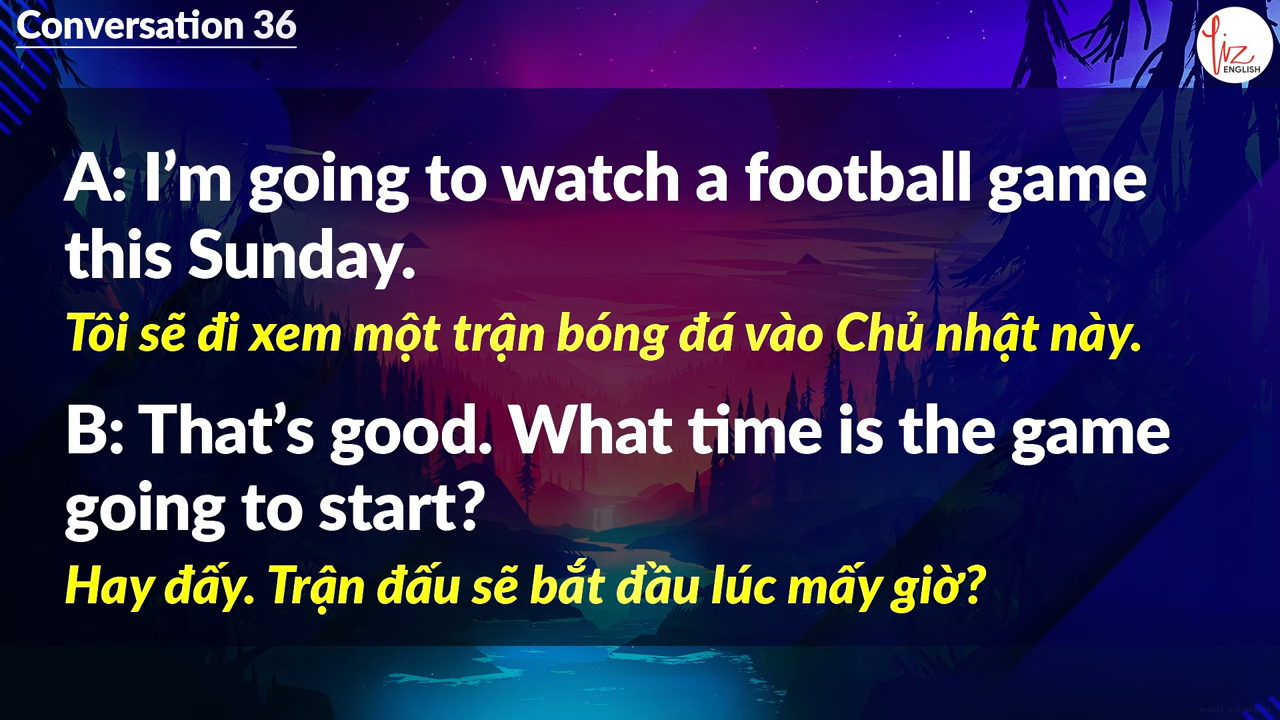 Conversation 36
Liz
ENGLISH
A: I’m going to watch a football game
this Sunday.
Tôi sẽ đi xem một trận bóng đá vào Chủ nhật này.
B: That’s good. What time is the game
going to start?
Hay đấy. Trận đấu sẽ bắt đầu lúc mấy giờ?